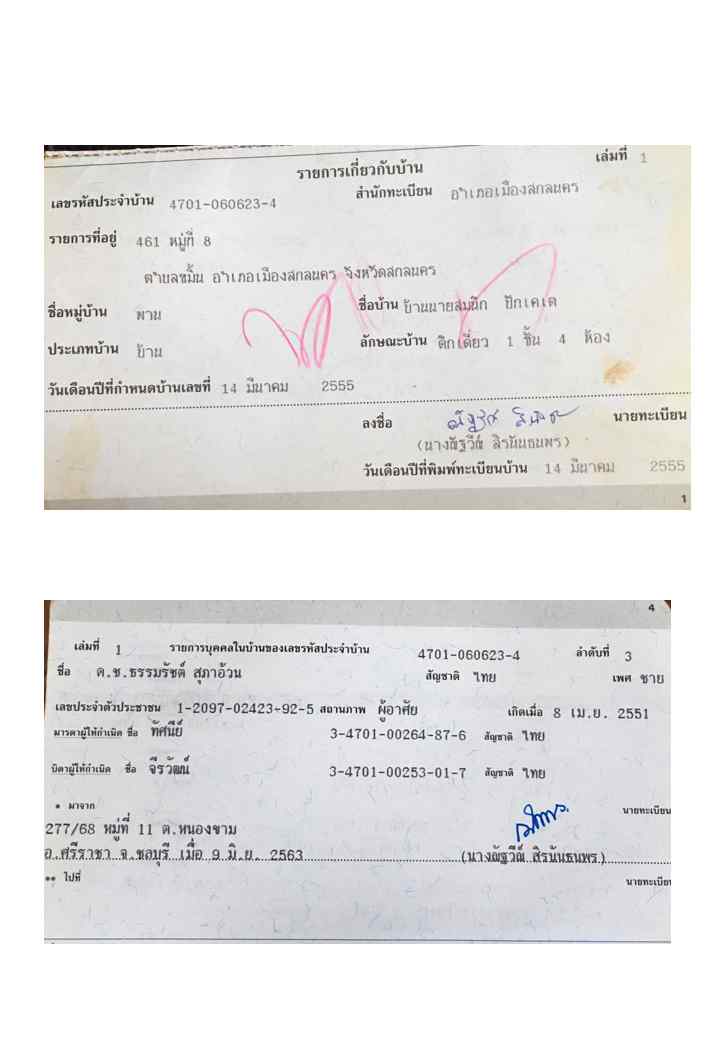 เล่มที่ 1
รายการเกี่ยวกับบ้าน
เลขรหัสประจำบ้าน 4701-060623-4 สำนักทะเบียน อำเภอเมืองสกลนคร
รายการที่อยู่ 461 หมู่ที่ 8
ตำบลขมิ้น อำเภอเมืองสกลนคร จังหวัดสกลนคร
ชื่อหมู่บ้าน พาน ชื่อบ้าน บ้านนายสมนึก ปักเคเต
ประเภทบ้าน บ้าน ลักษณะบ้าน ตึกเดี่ยว 1 ชั้น 4 ห้อง
วันเดือนปีที่กำหนดบ้านเลขที่ 14 มีนาคม 2555
ลงชื่อ นายทะเบียน
(นางณัฐวีณ์ สิรนันธนพร)
วันเดือนปีที่พิมพ์ทะเบียนบ้าน 14 มีนาคม 2555
1
4
เล่มที่ 1 รายการบุคคลในบ้านของเลขรหัสประจำบ้าน 4701-060623-4 ลำดับที่ 3
ชื่อ ด.ช.ธรรมรัชต์ สุภาอ้วน สัญชาติ ไทย เพศ ชาย
เลขประจำตัวประชาชน 1-2097-02423-92-5 สถานภาพ ผู้อาศัย เกิดเมื่อ 8 เม.ย. 2551
มารดาผู้ให้กำเนิด ชื่อ ทัศนีย์ 3-4701-00264-87-6 สัญชาติ ไทย
บิดาผู้ให้กำเนิด ชื่อ จีรวัฒน์ 3-4701-00253-01-7 สัญชาติ ไทย
* มาจาก นายทะเบียน
277/68 หมู่ที่ 11 ต.หนองขาม
อ.ศรีราชา จ.ชลบุรี เมื่อ 9 มิ.ย. 2563 (นางณัฐวีณ์ สิรนันธนพร)
** ไปที่ นายทะเบีย